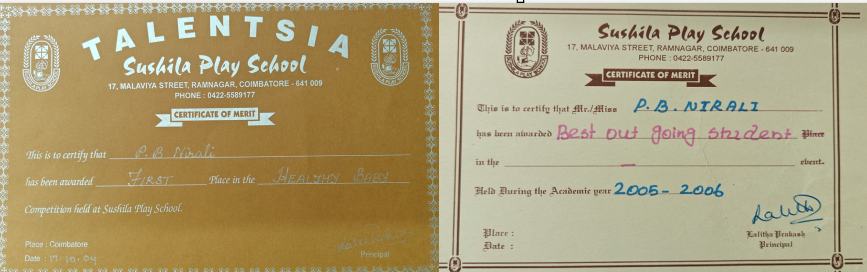 TALENTSIA
Sushila Play School
17, MALAVIYA STREET, RAMNAGAR, COIMBATORE - 641 009
PHONE : 0422-5589177
CERTIFICATE OF MERIT
This is to certify that P. B. Nirali
has been awarded FIRST Place in the HEALTHY BABY
Competition held at Sushila Play School.
Place : Coimbatore
Date :
Principal
Sushila Play School
17, MALAVIYA STREET, RAMNAGAR, COIMBATORE - 641 009
PHONE : 0422-5589177
CERTIFICATE OF MERIT
This is to certify that Mr./Miss P. B. NIRALI
has been awarded Best out going student Place
in the — event.
Held During the Academic year 2005 - 2006
Place :
Date :
Lalitha Prakash
Principal